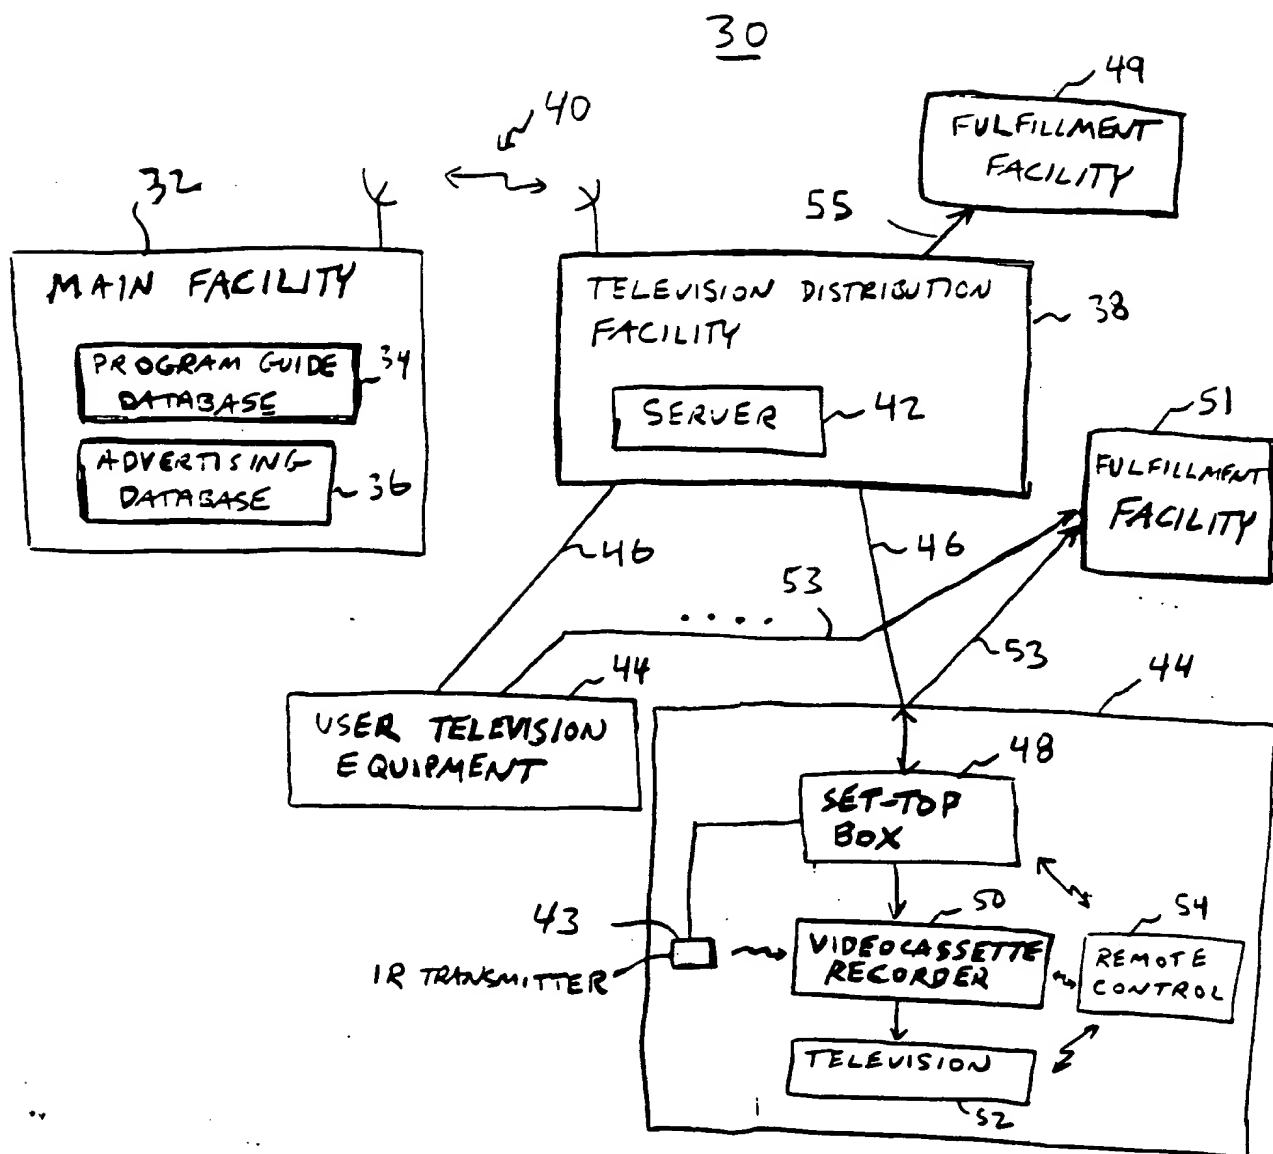 30
49
FULFILLMENT
FACILITY
40
32
55
MAIN FACILITY
PROGRAM GUIDE
DATABASE
34
ADVERTISING
DATABASE
36
TELEVISION DISTRIBUTION
FACILITY
38
SERVER
42
51
FULFILLMENT
FACILITY
46
46
53
53
44
USER TELEVISION
EQUIPMENT
44
48
SET-TOP
BOX
43
IR TRANSMITTER
50
VIDEOCASSETTE
RECORDER
54
REMOTE
CONTROL
TELEVISION
52